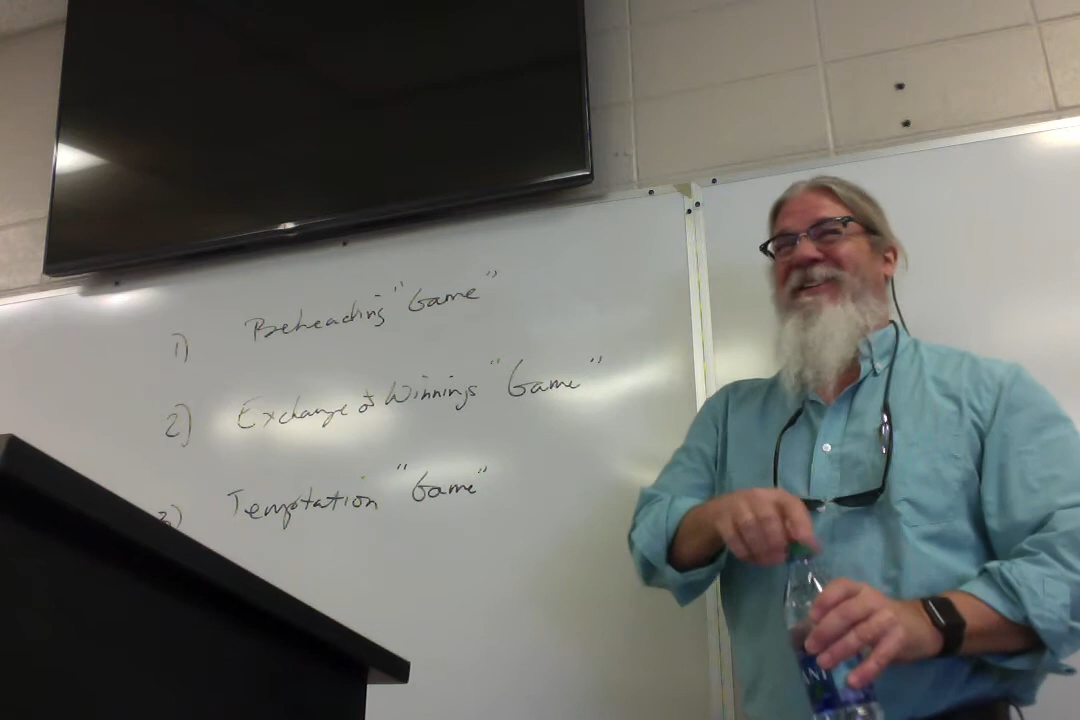 1) Beheading "Game"
2) Exchange of Winnings "Game"
3) Temptation "Game"